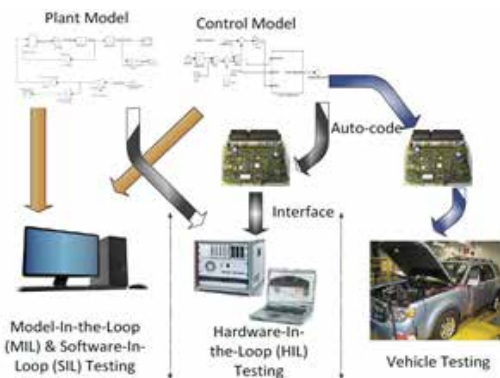 Plant Model
Control Model
Auto-code
Interface
Model-In-the-Loop
(MIL) & Software-In-
Loop (SIL) Testing
Hardware-In-
the-Loop (HIL)
Testing
Vehicle Testing